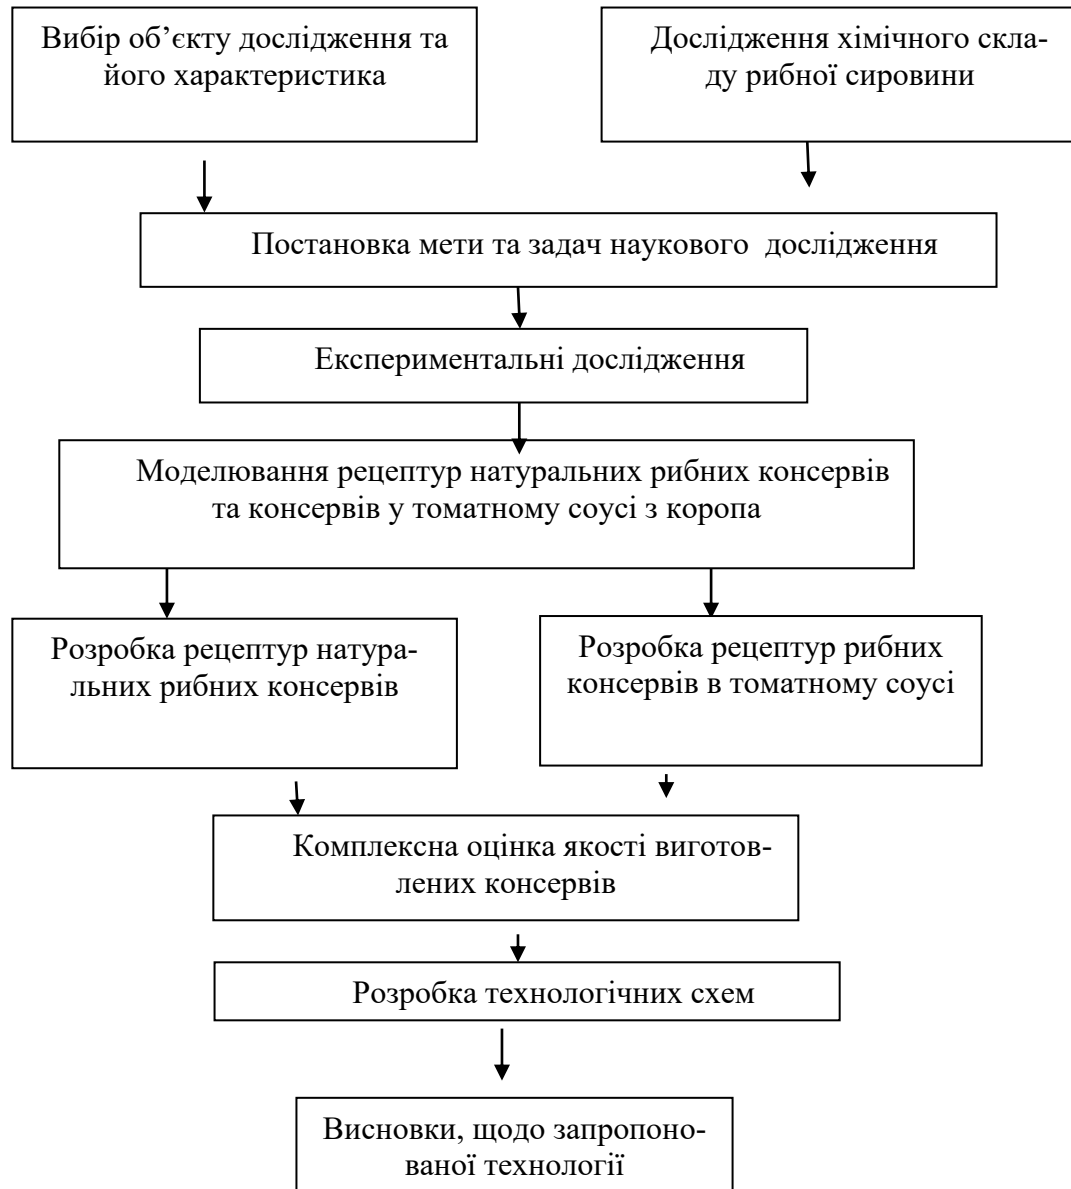 Вибір об’єкту дослідження та
його характеристика
Дослідження хімічного скла-
ду рибної сировини
Постановка мети та задач наукового дослідження
Експериментальні дослідження
Моделювання рецептур натуральних рибних консервів
та консервів у томатному соусі з коропа
Розробка рецептур натура-
льних рибних консервів
Розробка рецептур рибних
консервів в томатному соусі
Комплексна оцінка якості виготов-
лених консервів
Розробка технологічних схем
Висновки, щодо запропоно-
ваної технології